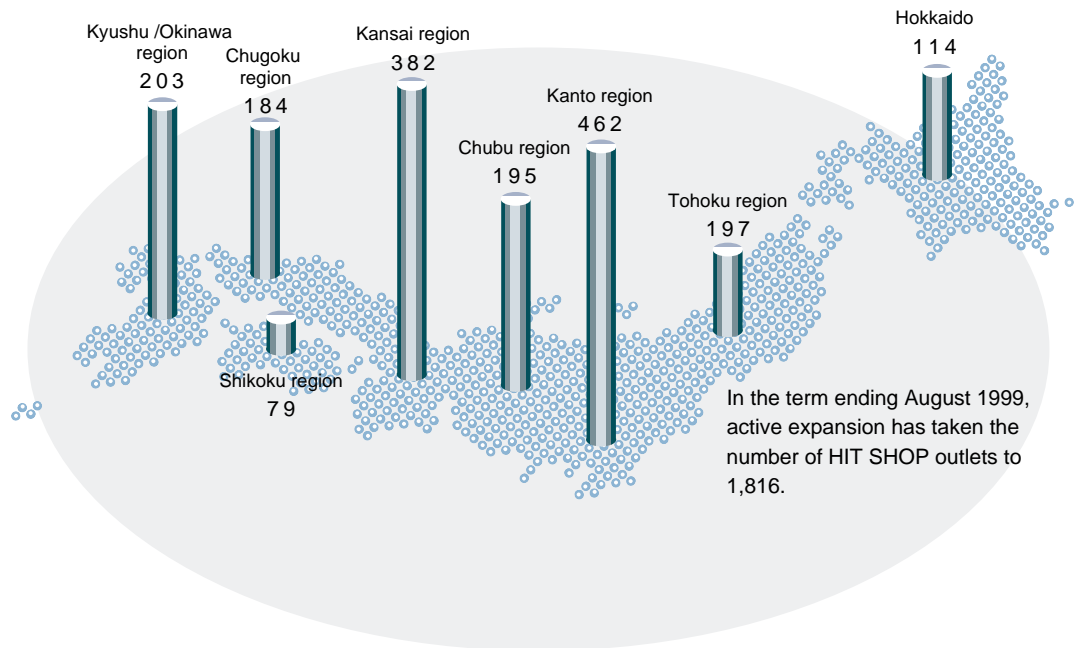 Kyushu /Okinawa
region
203
Chugoku
region
184
Kansai region
382
Kanto region
462
Chubu region
195
Hokkaido
114
Tohoku region
197
Shikoku region
79
In the term ending August 1999,
active expansion has taken the
number of HIT SHOP outlets to
1,816.